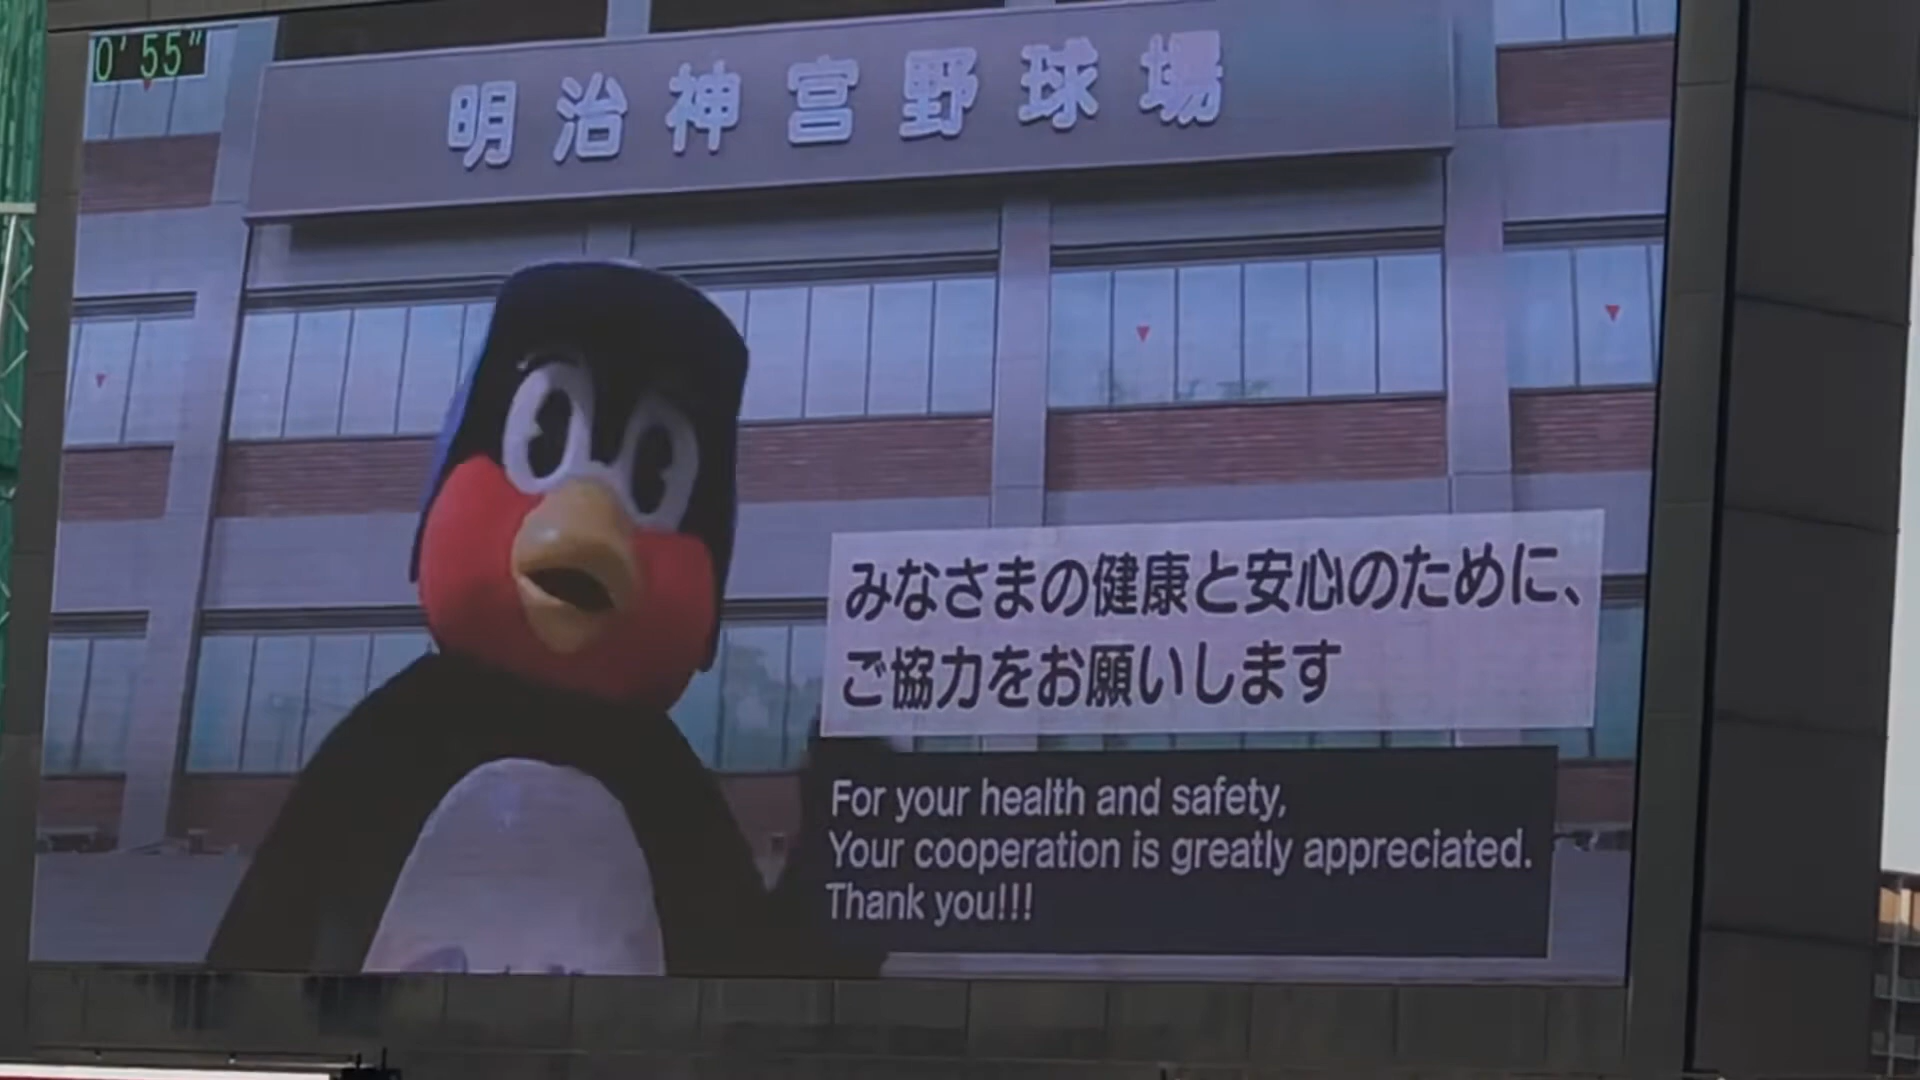 0' 55"
明治神宮野球場
みなさまの健康と安心のために、
ご協力をお願いします
For your health and safety,
Your cooperation is greatly appreciated.
Thank you!!!